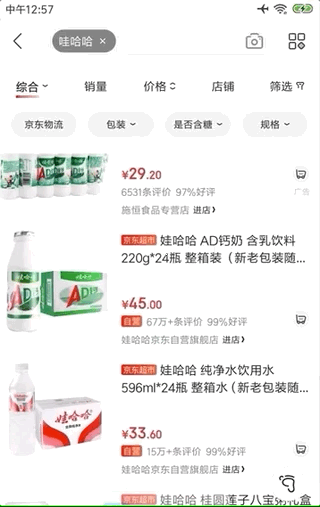 中午12:57
娃哈哈 ×
综合
销量
价格
店铺
筛选
京东物流
包装
是否含糖
规格
¥29.20
6531条评价 97%好评
广告
施恒食品专营店 进店
京东超市 娃哈哈 AD钙奶 含乳饮料
220g*24瓶 整箱装（新老包装随...
¥45.00
自营 67万+条评价 99%好评
娃哈哈京东自营旗舰店 进店
京东超市 娃哈哈 纯净水饮用水
596ml*24瓶 整箱水（新老包装随...
¥33.60
自营 15万+条评价 99%好评
娃哈哈京东自营旗舰店 进店
京东超市 娃哈哈 桂圆莲子八宝粥礼盒